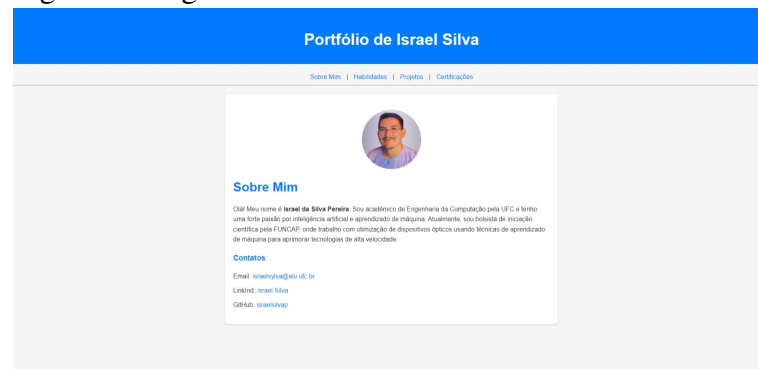 Portfólio de Israel Silva
Sobre Mim | Habilidades | Projetos | Certificações
Sobre Mim
Olá! Meu nome é Israel da Silva Pereira. Sou acadêmico de Engenharia da Computação pela UFC e tenho
uma forte paixão por inteligência artificial e aprendizado de máquina. Atualmente, sou bolsista de iniciação
científica pela FUNCAP, onde trabalho com otimização de dispositivos ópticos usando técnicas de aprendizado
de máquina para aprimorar tecnologias de alta velocidade.
Contatos
Email: israelsylva@alu.ufc.br
LinkInd: Israel Silva
GitHub: israelsilvap